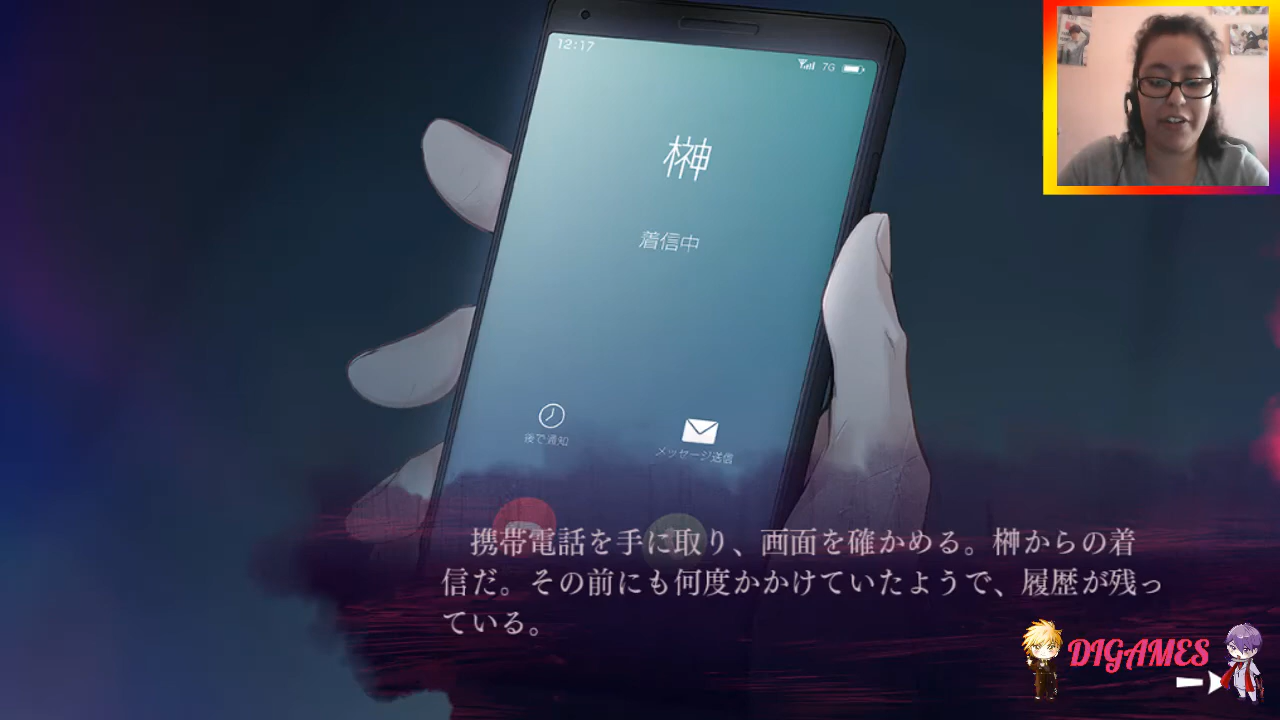 12:17
7G
榊
着信中
後で通知
メッセージ送信
携帯電話を手に取り、画面を確かめる。榊からの着
信だ。その前にも何度かかけていたようで、履歴が残っ
ている。
DIGAMES